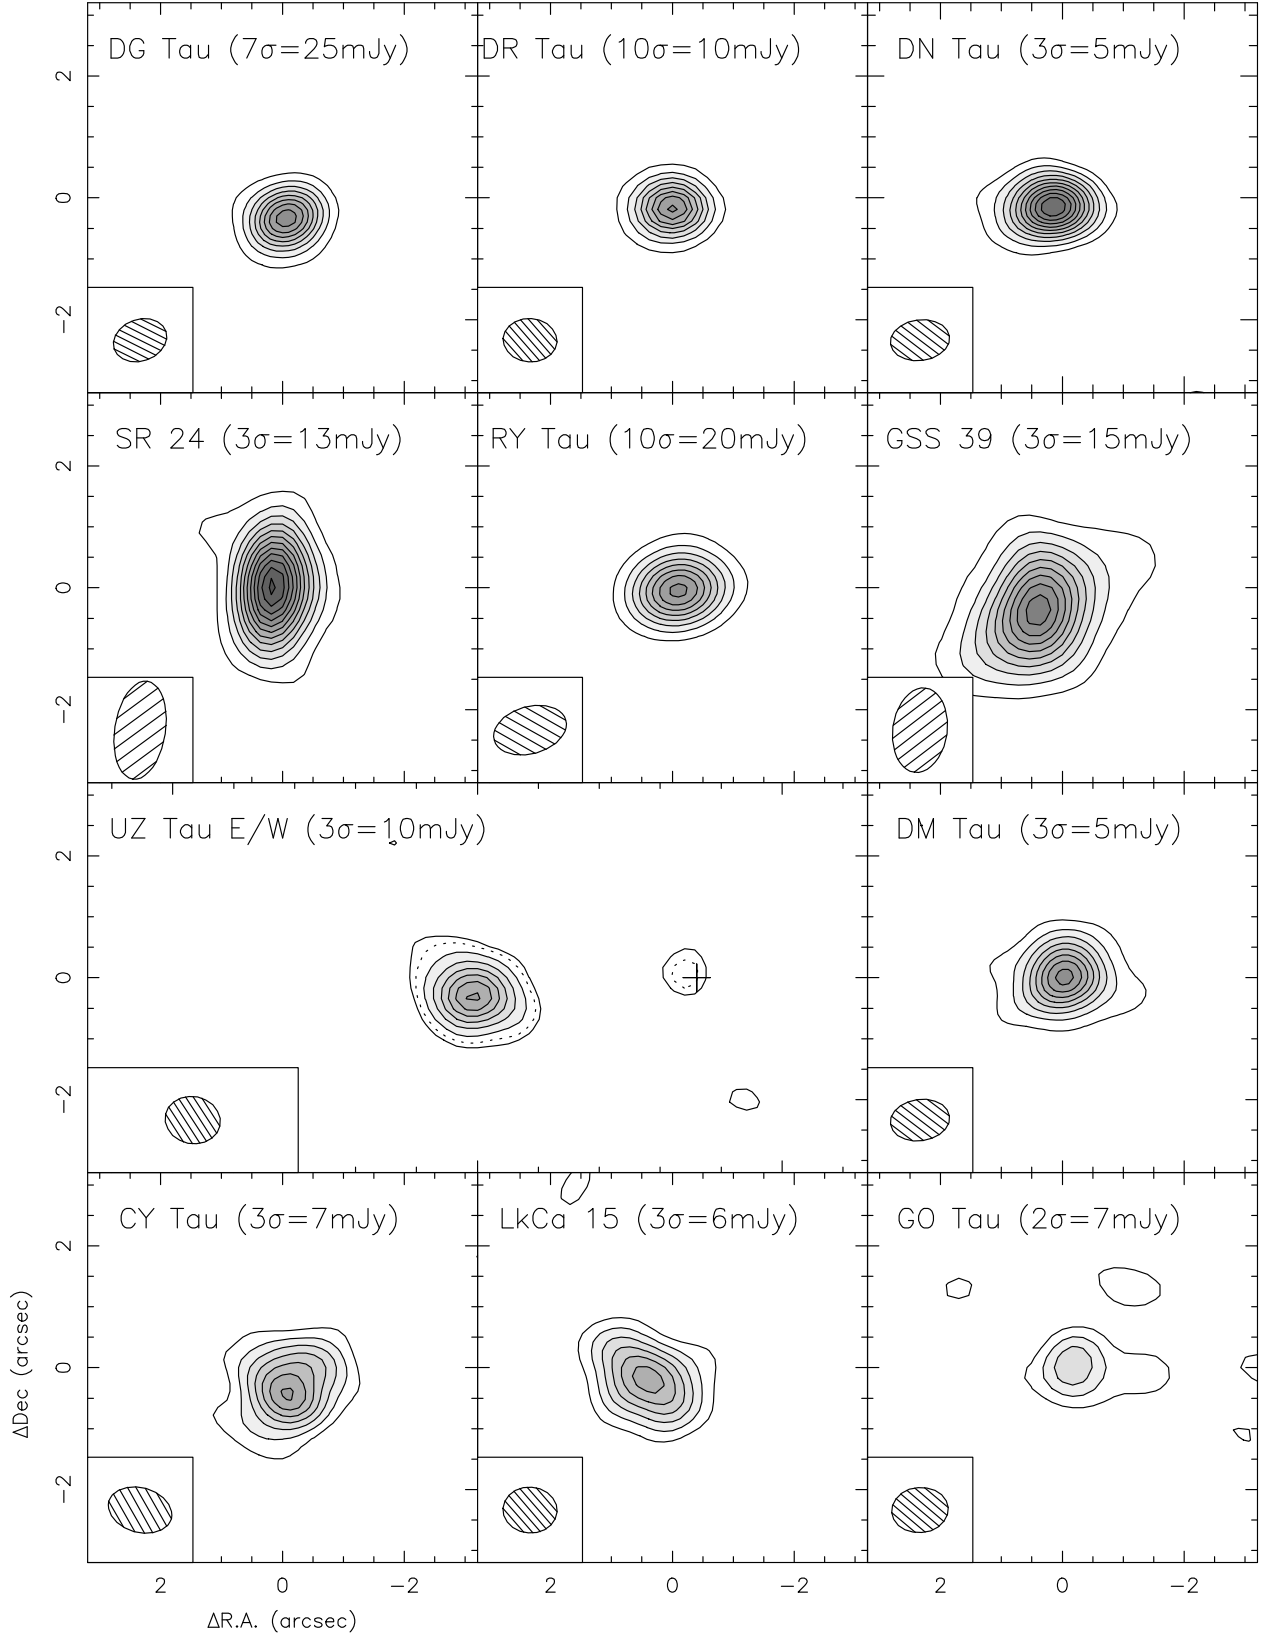 DG Tau (7σ=25mJy) DR Tau (10σ=10mJy) DN Tau (3σ=5mJy)
2
0
−2
SR 24 (3σ=13mJy) RY Tau (10σ=20mJy) GSS 39 (3σ=15mJy)
2
0
−2
UZ Tau E/W (3σ=10mJy) DM Tau (3σ=5mJy)
2
0
−2
CY Tau (3σ=7mJy) LkCa 15 (3σ=6mJy) GO Tau (2σ=7mJy)
2
0
−2
ΔDec (arcsec)
2 0 −2 2 0 −2 2 0 −2
ΔR.A. (arcsec)